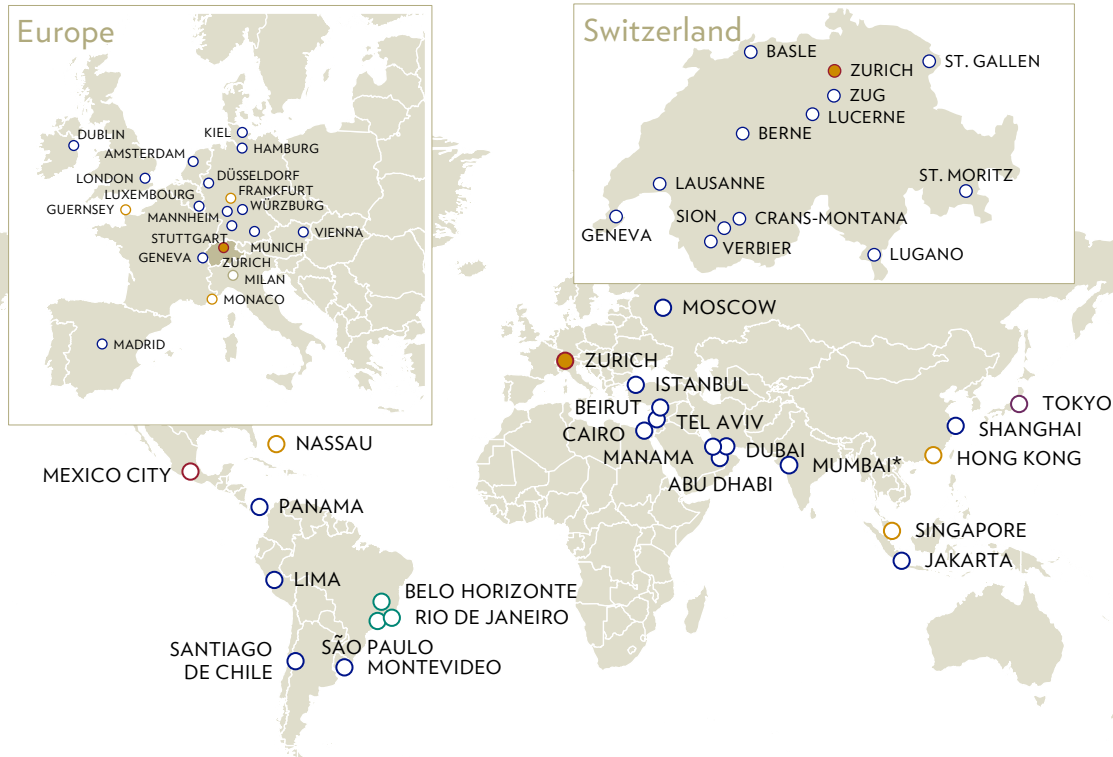 Europe
DUBLIN
KIEL
HAMBURG
AMSTERDAM
LONDON
DÜSSELDORF
LUXEMBOURG
FRANKFURT
GUERNSEY
WÜRZBURG
MANNHEIM
STUTTGART
VIENNA
MUNICH
GENEVA
ZURICH
MILAN
MONACO
MADRID
Switzerland
BASLE
ST. GALLEN
ZURICH
ZUG
LUCERNE
BERNE
ST. MORITZ
LAUSANNE
SION
CRANS-MONTANA
GENEVA
VERBIER
LUGANO
MOSCOW
ZURICH
ISTANBUL
BEIRUT
TEL AVIV
CAIRO
MANAMA
DUBAI
ABU DHABI
MUMBAI*
TOKYO
SHANGHAI
HONG KONG
SINGAPORE
JAKARTA
NASSAU
MEXICO CITY
PANAMA
LIMA
BELO HORIZONTE
RIO DE JANEIRO
SÃO PAULO
SANTIAGO
DE CHILE
MONTEVIDEO